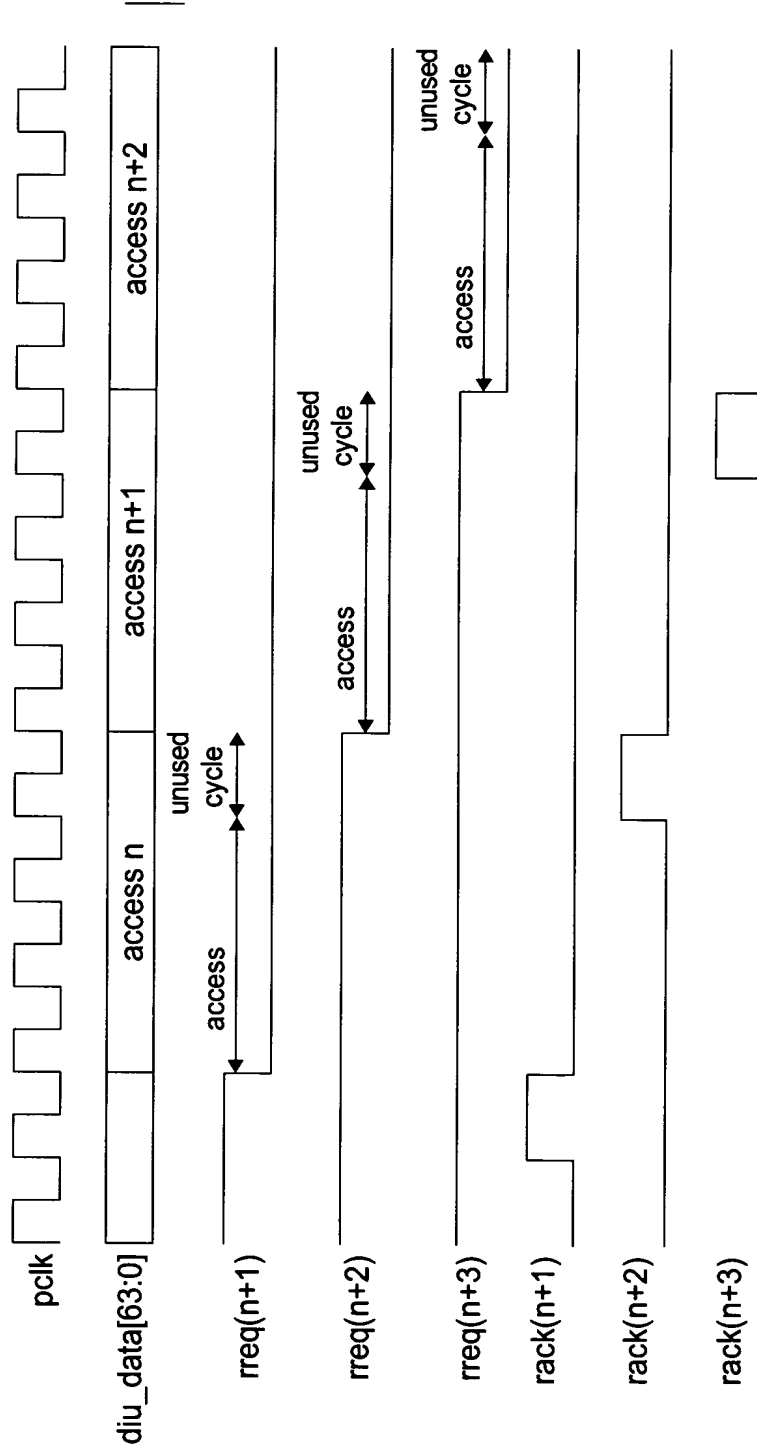 pclk
diu_data[63:0]
access n
access n+1
access n+2
rreq(n+1)
access
unused
cycle
rreq(n+2)
access
unused
cycle
rreq(n+3)
access
unused
cycle
rack(n+1)
rack(n+2)
rack(n+3)